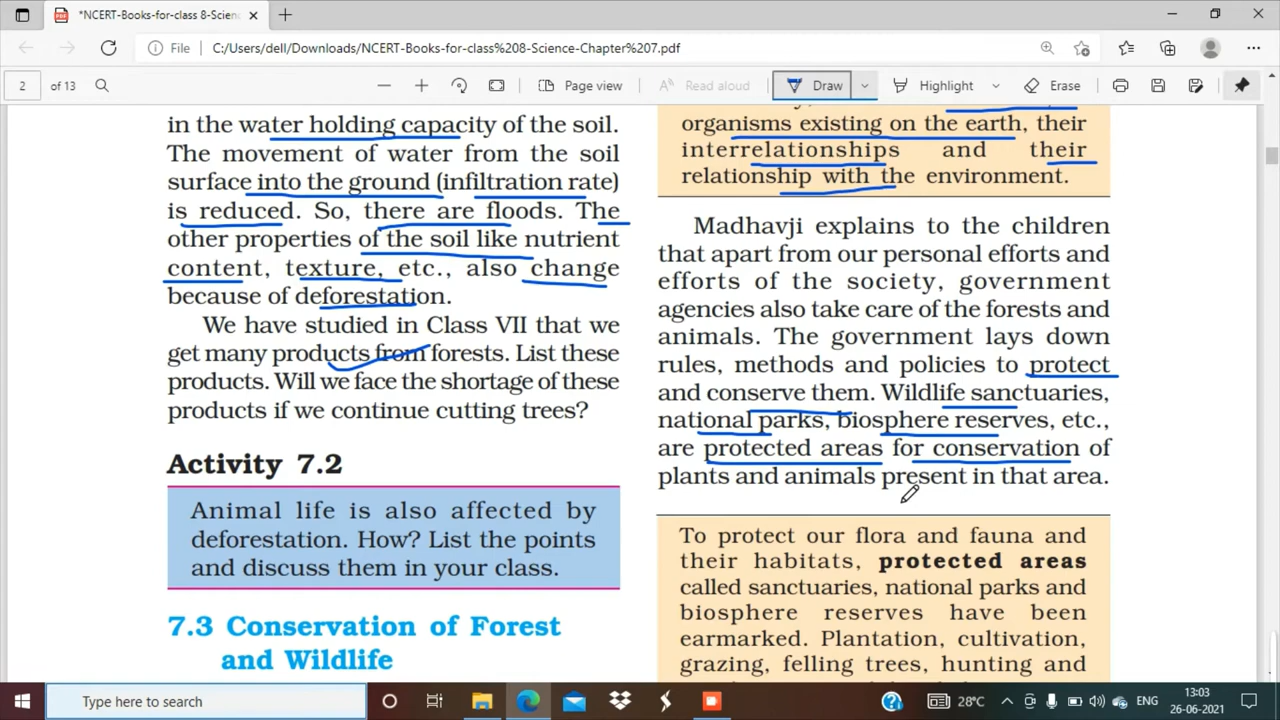 *NCERT-Books-for-class 8-Scien
File
C:/Users/dell/Downloads/NCERT-Books-for-class%208-Science-Chapter%207.pdf
2
of 13
Page view
Read aloud
Draw
Highlight
Erase
in the water holding capacity of the soil.
The movement of water from the soil
surface into the ground (infiltration rate)
is reduced. So, there are floods. The
other properties of the soil like nutrient
content, texture, etc., also change
because of deforestation.
We have studied in Class VII that we
get many products from forests. List these
products. Will we face the shortage of these
products if we continue cutting trees?
Activity 7.2
Animal life is also affected by
deforestation. How? List the points
and discuss them in your class.
7.3 Conservation of Forest
and Wildlife
organisms existing on the earth, their
interrelationships and their
relationship with the environment.
Madhavji explains to the children
that apart from our personal efforts and
efforts of the society, government
agencies also take care of the forests and
animals. The government lays down
rules, methods and policies to protect
and conserve them. Wildlife sanctuaries,
national parks, biosphere reserves, etc.,
are protected areas for conservation of
plants and animals present in that area.
To protect our flora and fauna and
their habitats, protected areas
called sanctuaries, national parks and
biosphere reserves have been
earmarked. Plantation, cultivation,
grazing, felling trees, hunting and
Type here to search
28°C
ENG
13:03
26-06-2021